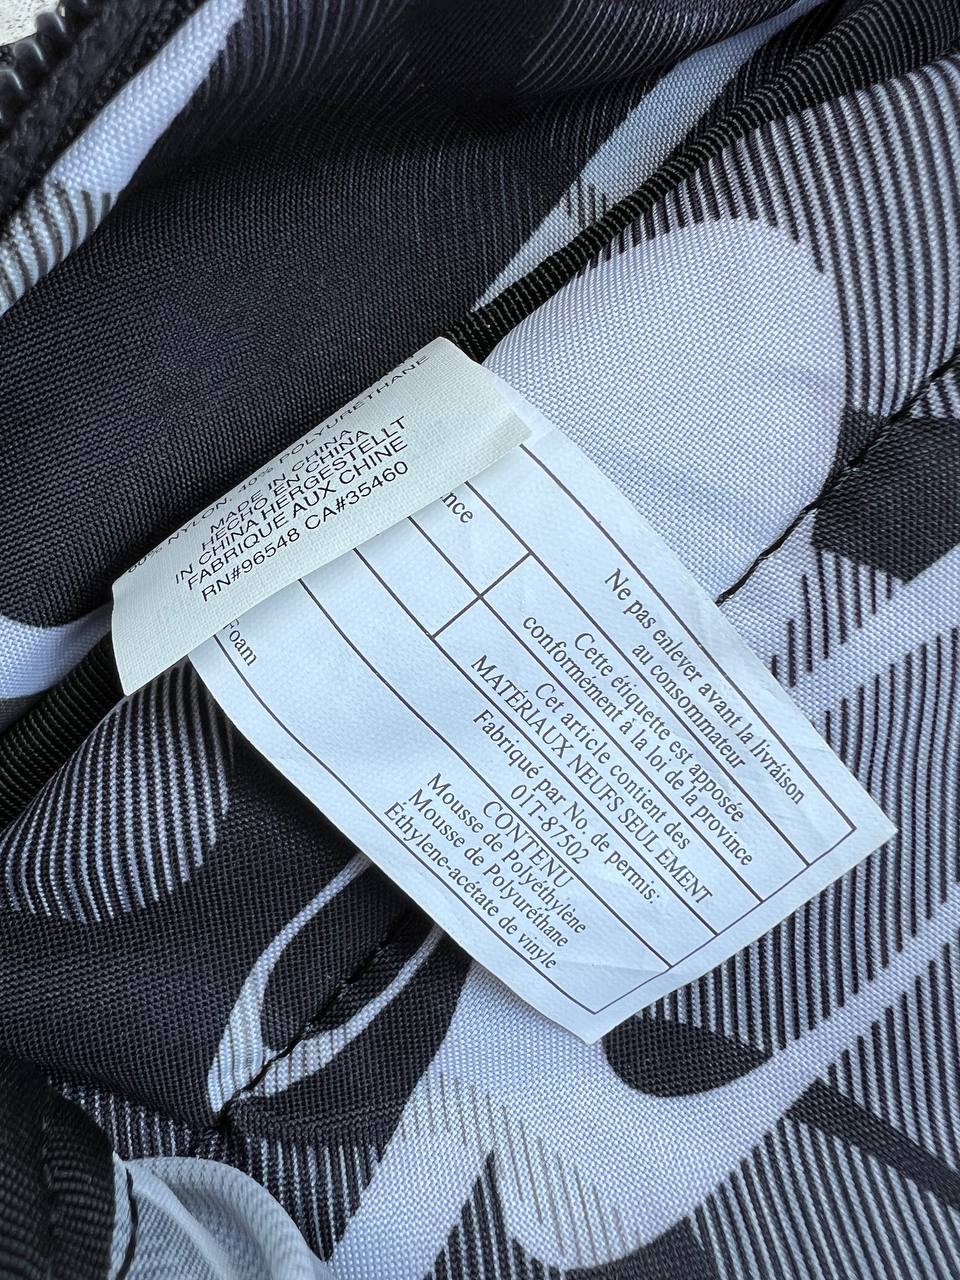 NYLON, 40% POLYURETHANE
MADE IN CHINA
HECHO EN CHINA
IN CHINA HERGESTELLT
FABRIQUE AUX CHINE
RN#96548 CA#35460
nce
Foam
Ne pas enlever avant la livráison
au consommateur
Cette étiquette est apposée
conformément à la loi de la province
Cet article contient des
MATÉRIAUX NEUFS SEULEMENT
Fabriqué par No. de permis:
01T-87502
CONTENU
Mousse de Polyéthylène
Mousse de Polyuréthane
Éthylène-acétate de vinyle